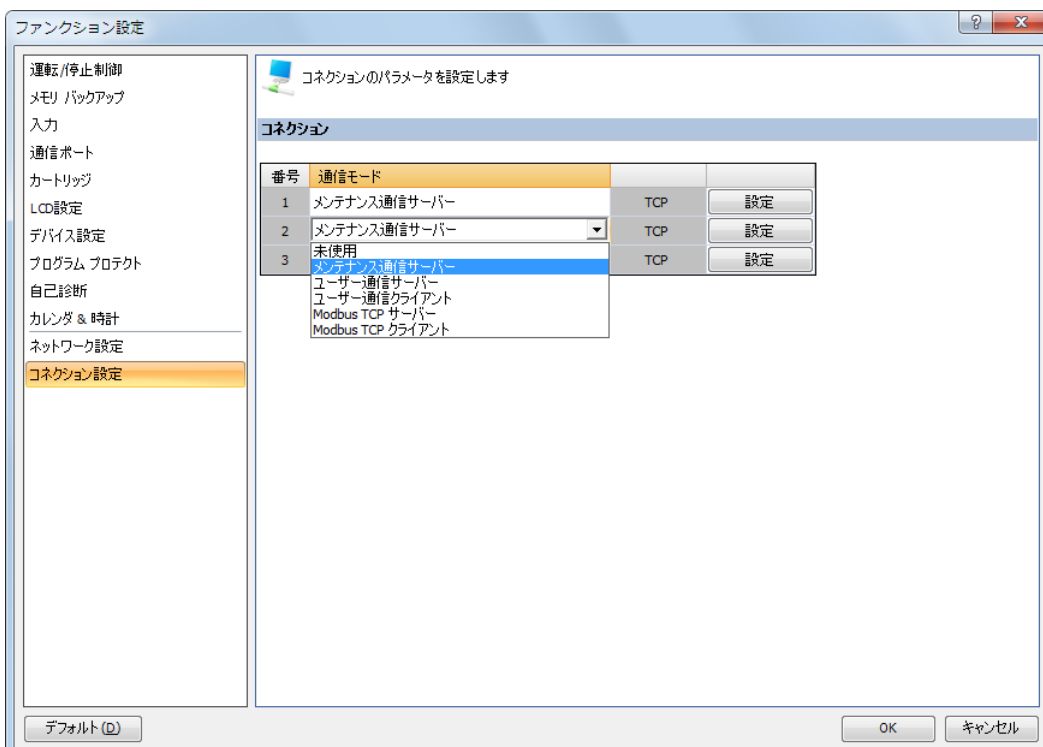 ファンクション設定
運転/停止制御
メモリ バックアップ
入力
通信ポート
カートリッジ
LCD設定
デバイス設定
プログラム プロテクト
自己診断
カレンダ & 時計
ネットワーク設定
コネクション設定
コネクションのパラメータを設定します
コネクション
番号 通信モード
1 メンテナンス通信サーバー TCP 設定
2 メンテナンス通信サーバー TCP 設定
3 TCP 設定
未使用
メンテナンス通信サーバー
ユーザー通信サーバー
ユーザー通信クライアント
Modbus TCP サーバー
Modbus TCP クライアント
デフォルト(D) OK キャンセル